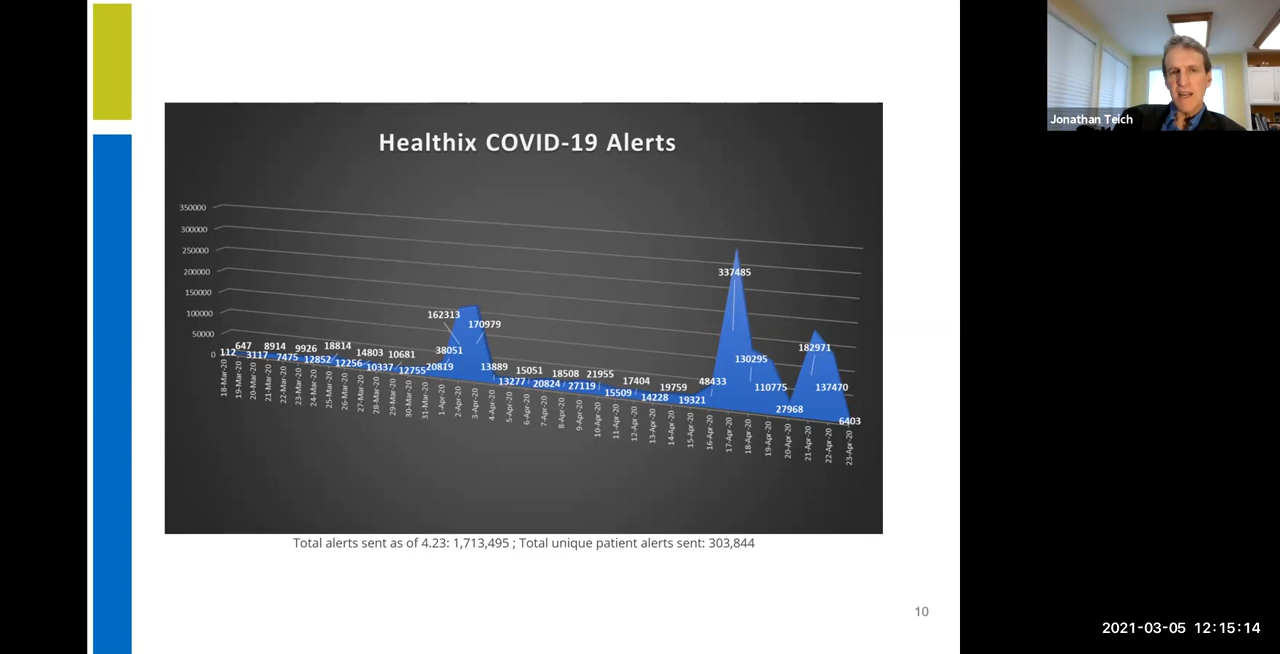 Healthix COVID-19 Alerts
350000
300000
250000
200000
150000
100000
50000
0
112
647
3117
8914
7475
9926
12852
18814
12256
14803
10337
10681
12755
20819
38051
162313
170979
13889
13277
15051
20824
18508
27119
21955
15509
17404
14228
19759
19321
48433
337485
130295
110775
27968
182971
137470
6403
18-Mar-20
19-Mar-20
20-Mar-20
21-Mar-20
22-Mar-20
23-Mar-20
24-Mar-20
25-Mar-20
26-Mar-20
27-Mar-20
28-Mar-20
29-Mar-20
30-Mar-20
31-Mar-20
1-Apr-20
2-Apr-20
3-Apr-20
4-Apr-20
5-Apr-20
6-Apr-20
7-Apr-20
8-Apr-20
9-Apr-20
10-Apr-20
11-Apr-20
12-Apr-20
13-Apr-20
14-Apr-20
15-Apr-20
16-Apr-20
17-Apr-20
18-Apr-20
19-Apr-20
20-Apr-20
21-Apr-20
22-Apr-20
23-Apr-20
Total alerts sent as of 4.23: 1,713,495 ; Total unique patient alerts sent: 303,844
10
Jonathan Teich
2021-03-05 12:15:14